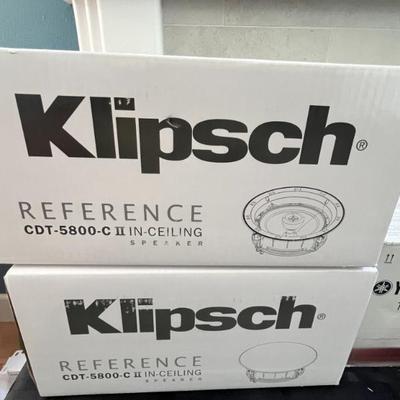 Klipsch®
REFERENCE
CDT-5800-C II IN-CEILING
SPEAKER
Klipsch®
REFERENCE
CDT-5800-C II IN-CEILING
SPEAKER